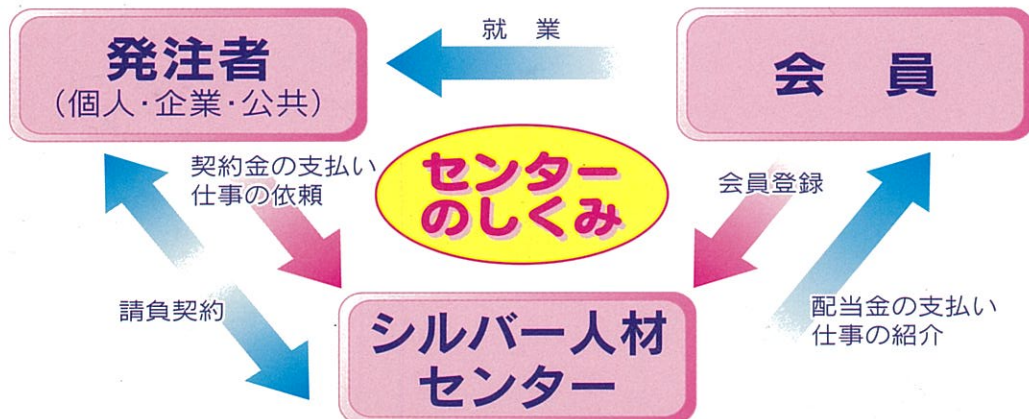 就 業
発注者
(個人・企業・公共)
会 員
契約金の支払い
仕事の依頼
センター
のしくみ
会員登録
請負契約
シルバー人材
センター
配当金の支払い
仕事の紹介